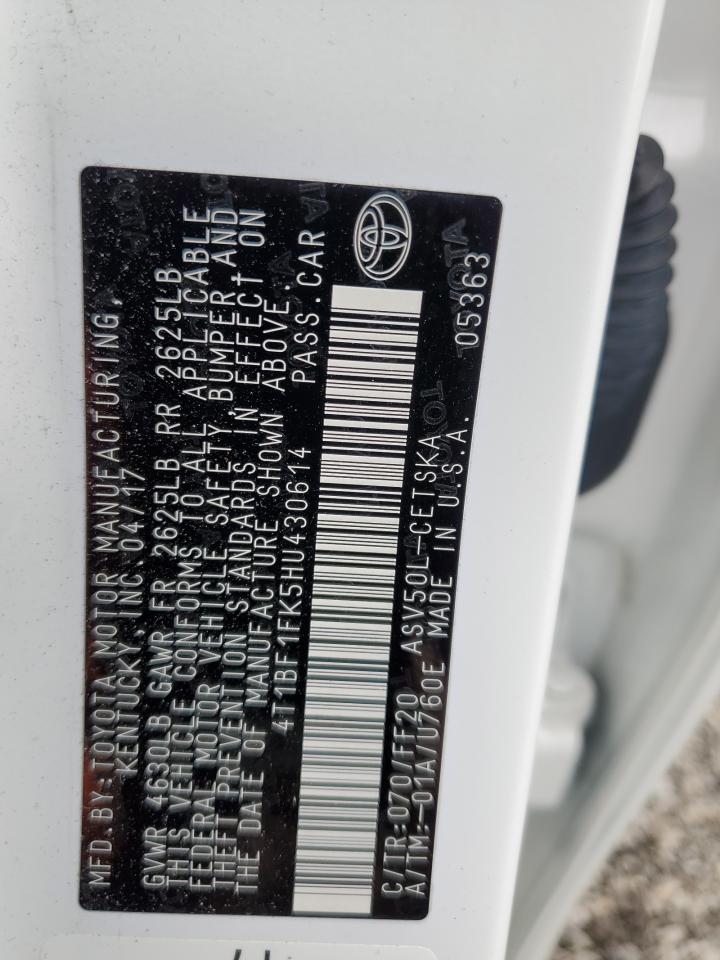 MFD.BY:TOYOTA MOTOR MANUFACTURING,
KENTUCKY, INC 04/17
GVWR 4630LB GAWR FR 2625LB RR 2625LB
THIS VEHICLE CONFORMS TO ALL APPLICABLE
FEDERAL MOTOR VEHICLE SAFETY, BUMPER, AND
THEFT PREVENTION STANDARDS IN EFFECT ON
THE DATE OF MANUFACTURE SHOWN ABOVE.
4T1BF1FK5HU430614 PASS.CAR
C/TR:070/FF20 ASV50L-CETSKA
A/TM:-01A/U760E MADE IN U.S.A. 05363